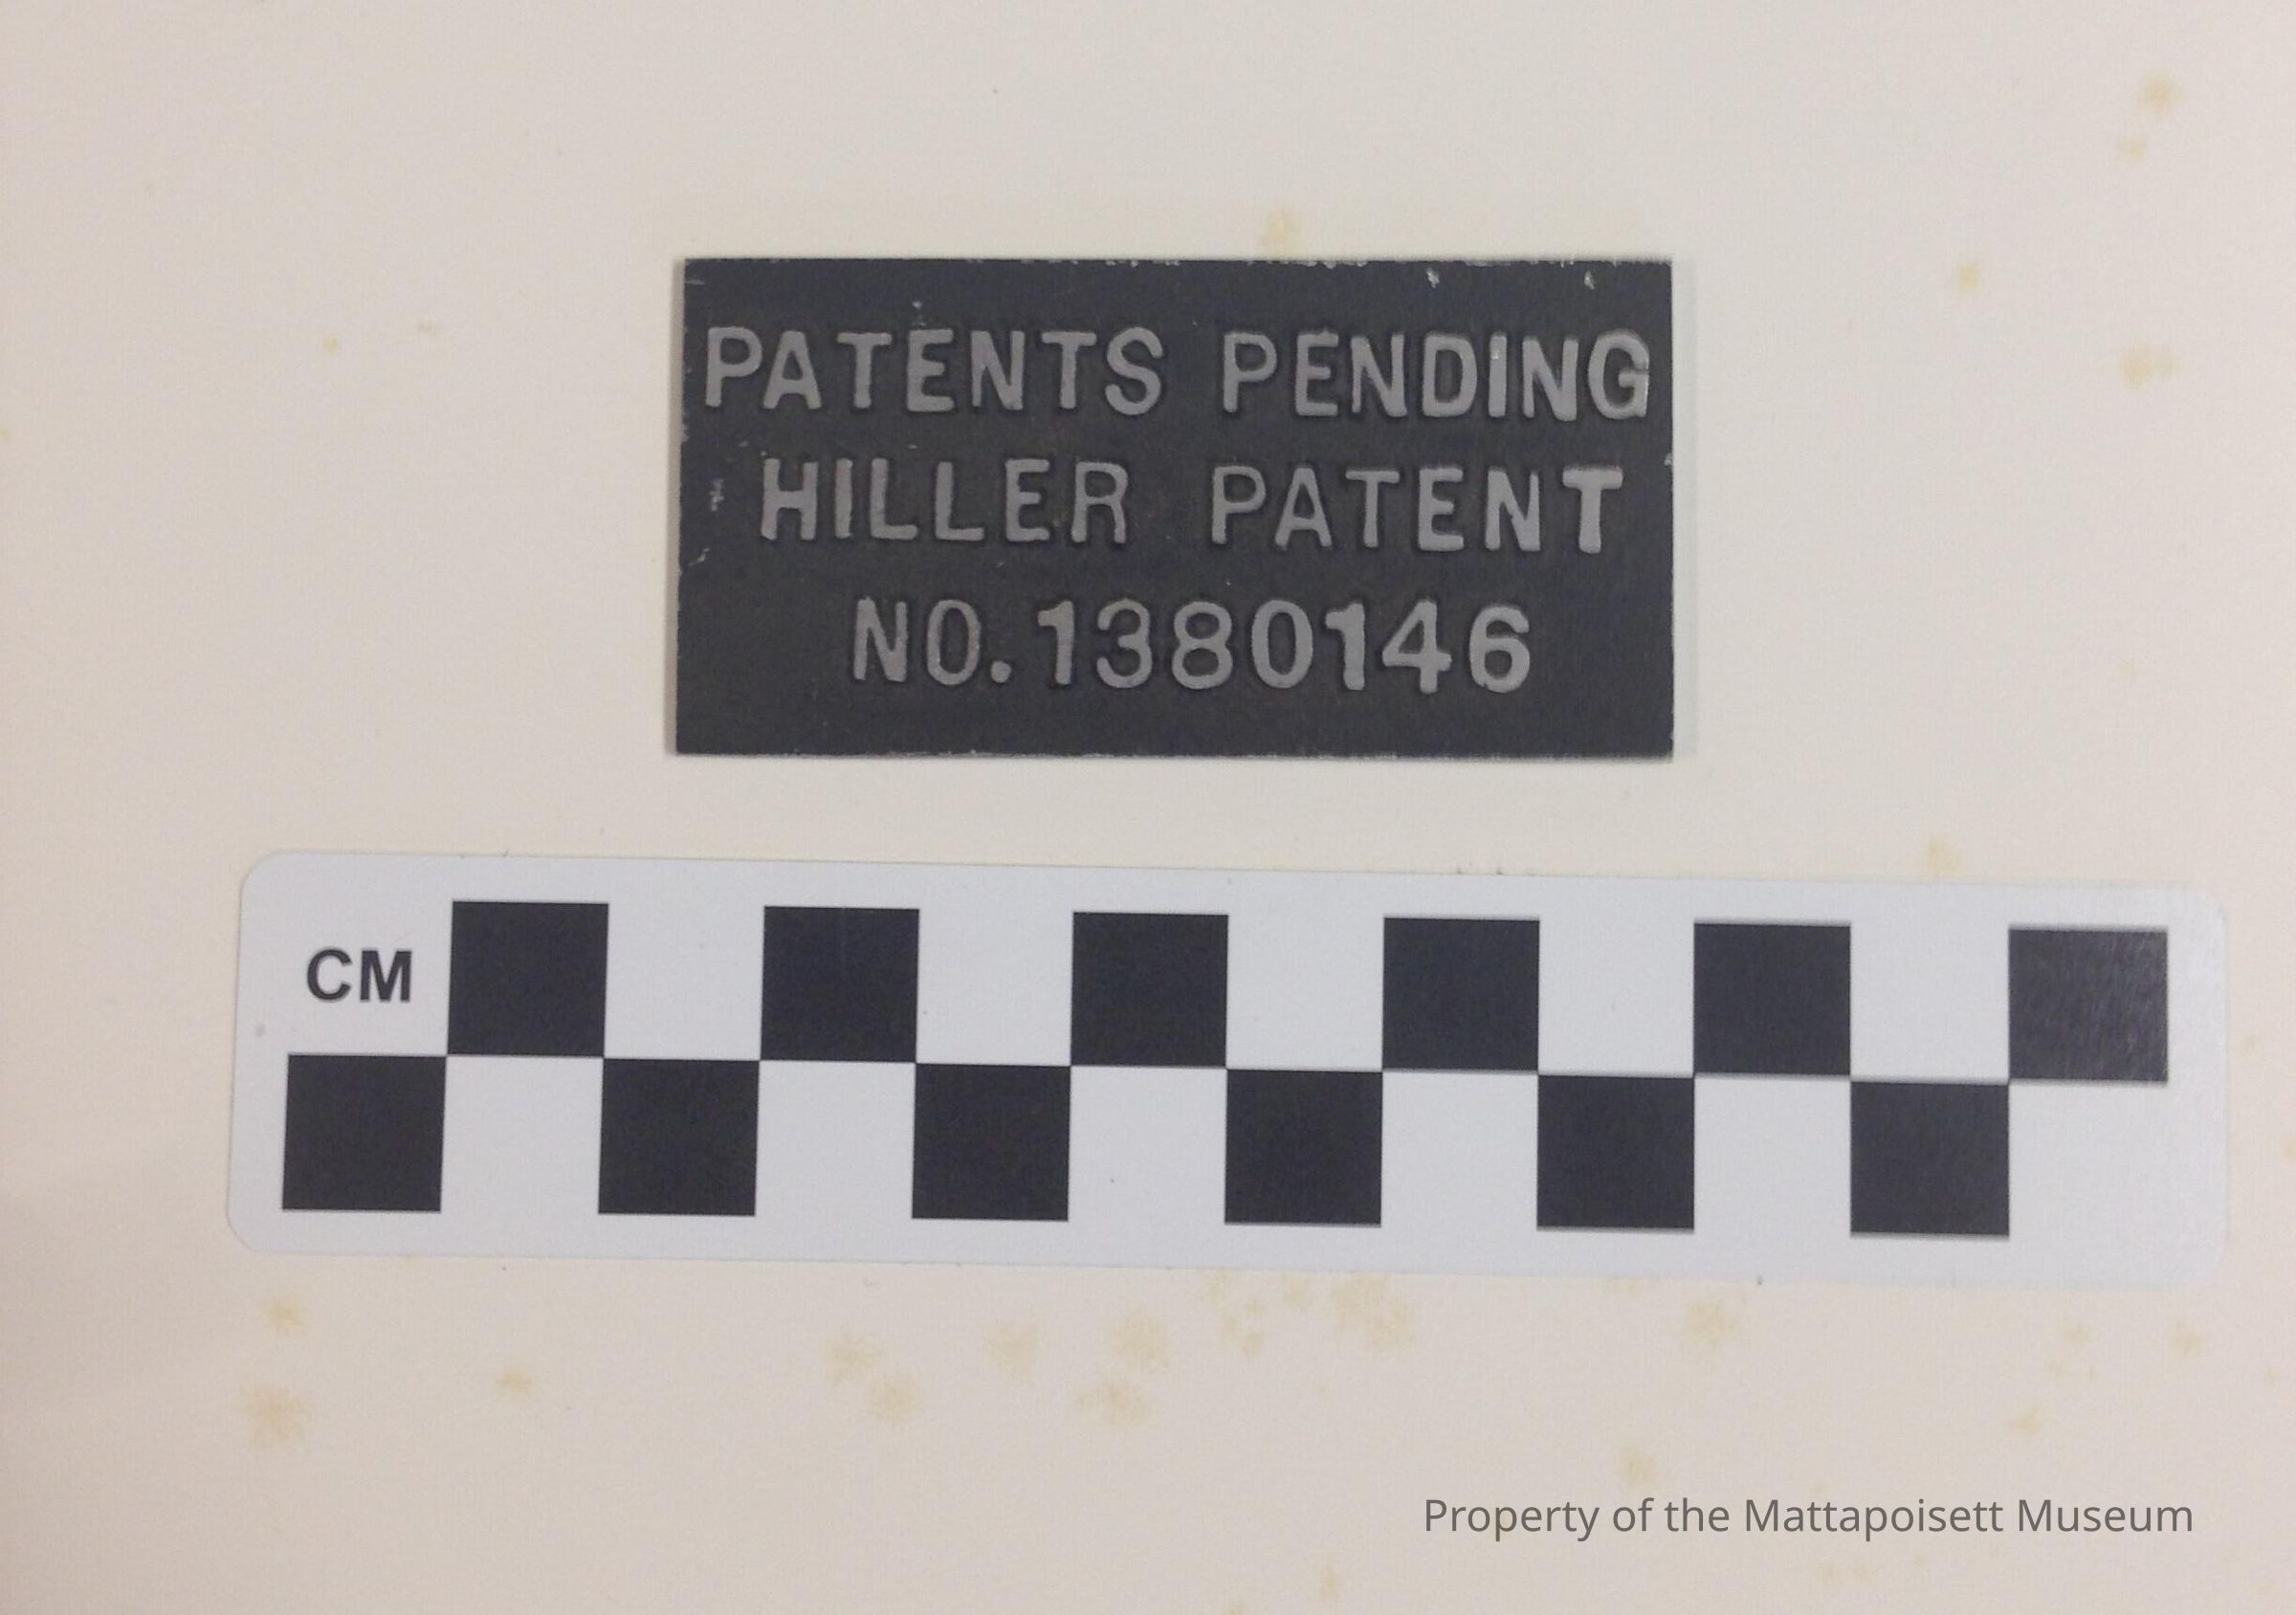 PATENTS PENDING
HILLER PATENT
NO.1380146
CM
Property of the Mattapoisett Museum